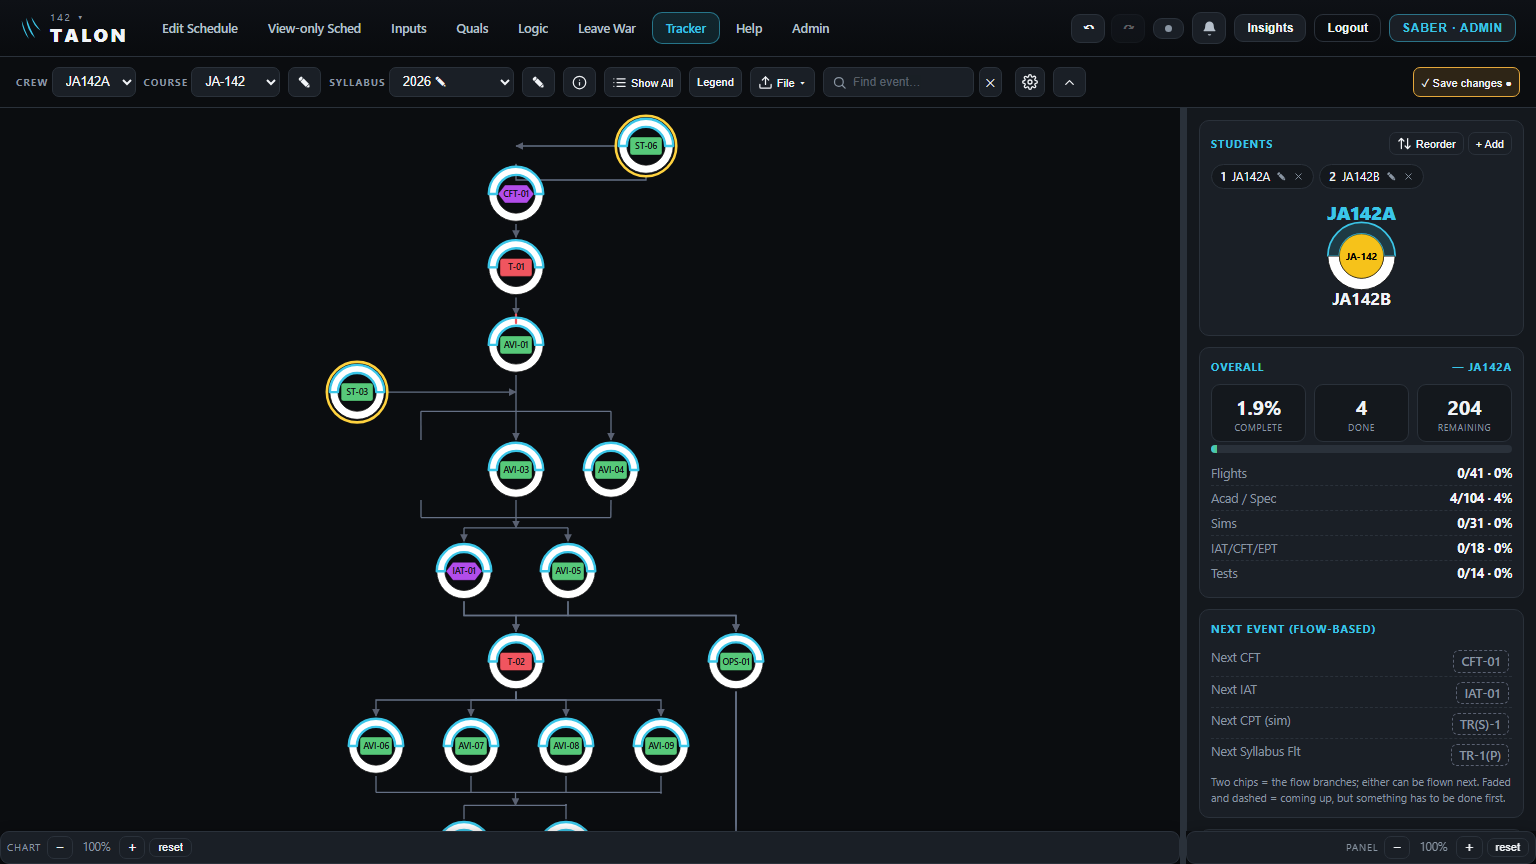 142 ▾
TALON
Edit Schedule
View-only Sched
Inputs
Quals
Logic
Leave War
Tracker
Help
Admin
Insights
Logout
SABER · ADMIN
CREW
JA142A
COURSE
JA-142
SYLLABUS
2026
Show All
Legend
File
Find event…
✓ Save changes ●
ST-06
CFT-01
T-01
AVI-01
ST-03
AVI-03
AVI-04
IAT-01
AVI-05
T-02
OPS-01
AVI-06
AVI-07
AVI-08
AVI-09
STUDENTS
Reorder
+ Add
1 JA142A
2 JA142B
JA142A
JA-142
JA142B
OVERALL
— JA142A
1.9%
COMPLETE
4
DONE
204
REMAINING
Flights 0/41 · 0%
Acad / Spec 4/104 · 4%
Sims 0/31 · 0%
IAT/CFT/EPT 0/18 · 0%
Tests 0/14 · 0%
NEXT EVENT (FLOW-BASED)
Next CFT CFT-01
Next IAT IAT-01
Next CPT (sim) TR(S)-1
Next Syllabus Flt TR-1(P)
Two chips = the flow branches; either can be flown next. Faded
and dashed = coming up, but something has to be done first.
CHART − 100% + reset
PANEL − 100% + reset